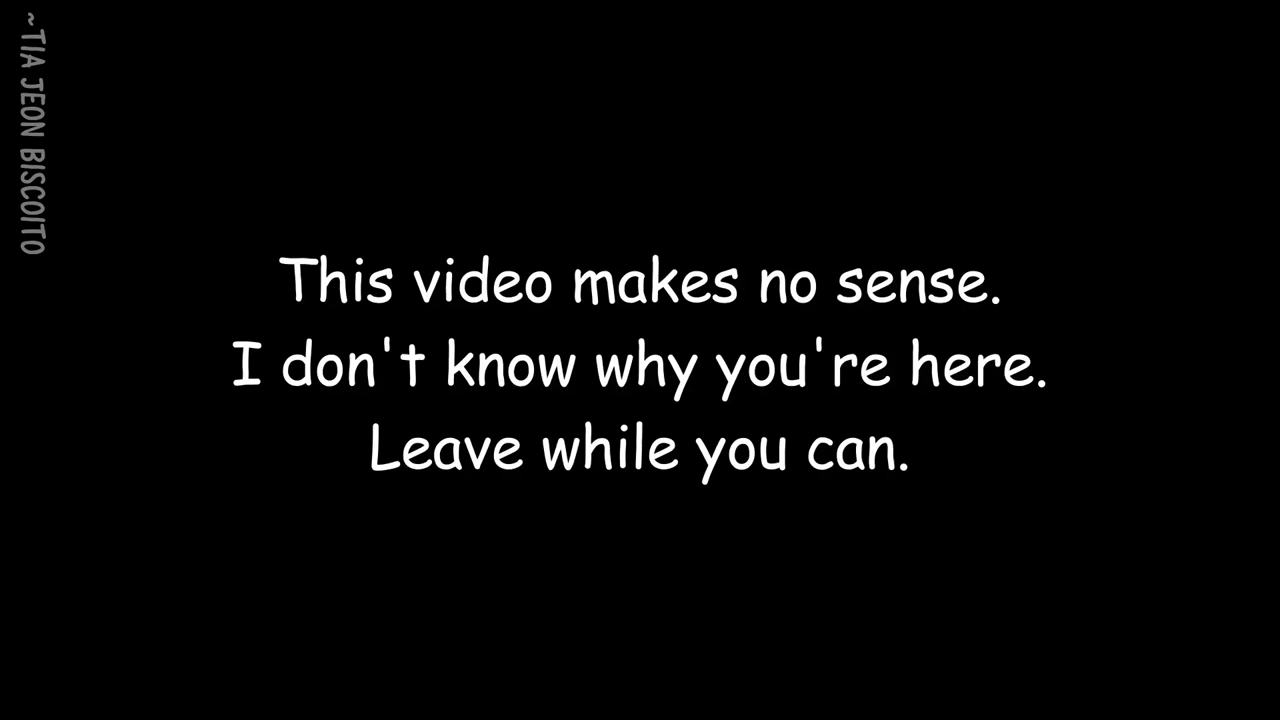 ~TIA JEON BISCOITO
This video makes no sense.
I don't know why you're here.
Leave while you can.